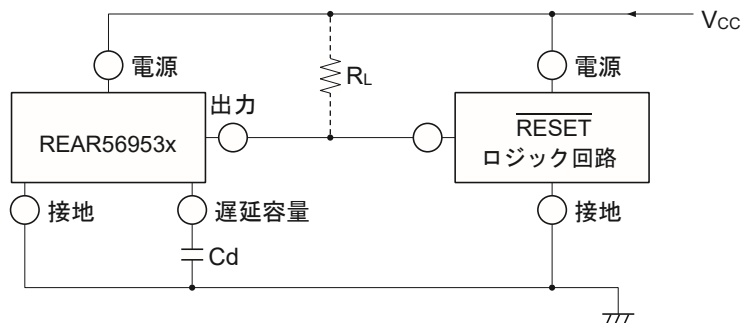 VCC
電源
RL
電源
出力
REAR56953x
RESET
ロジック回路
接地
遅延容量
接地
Cd